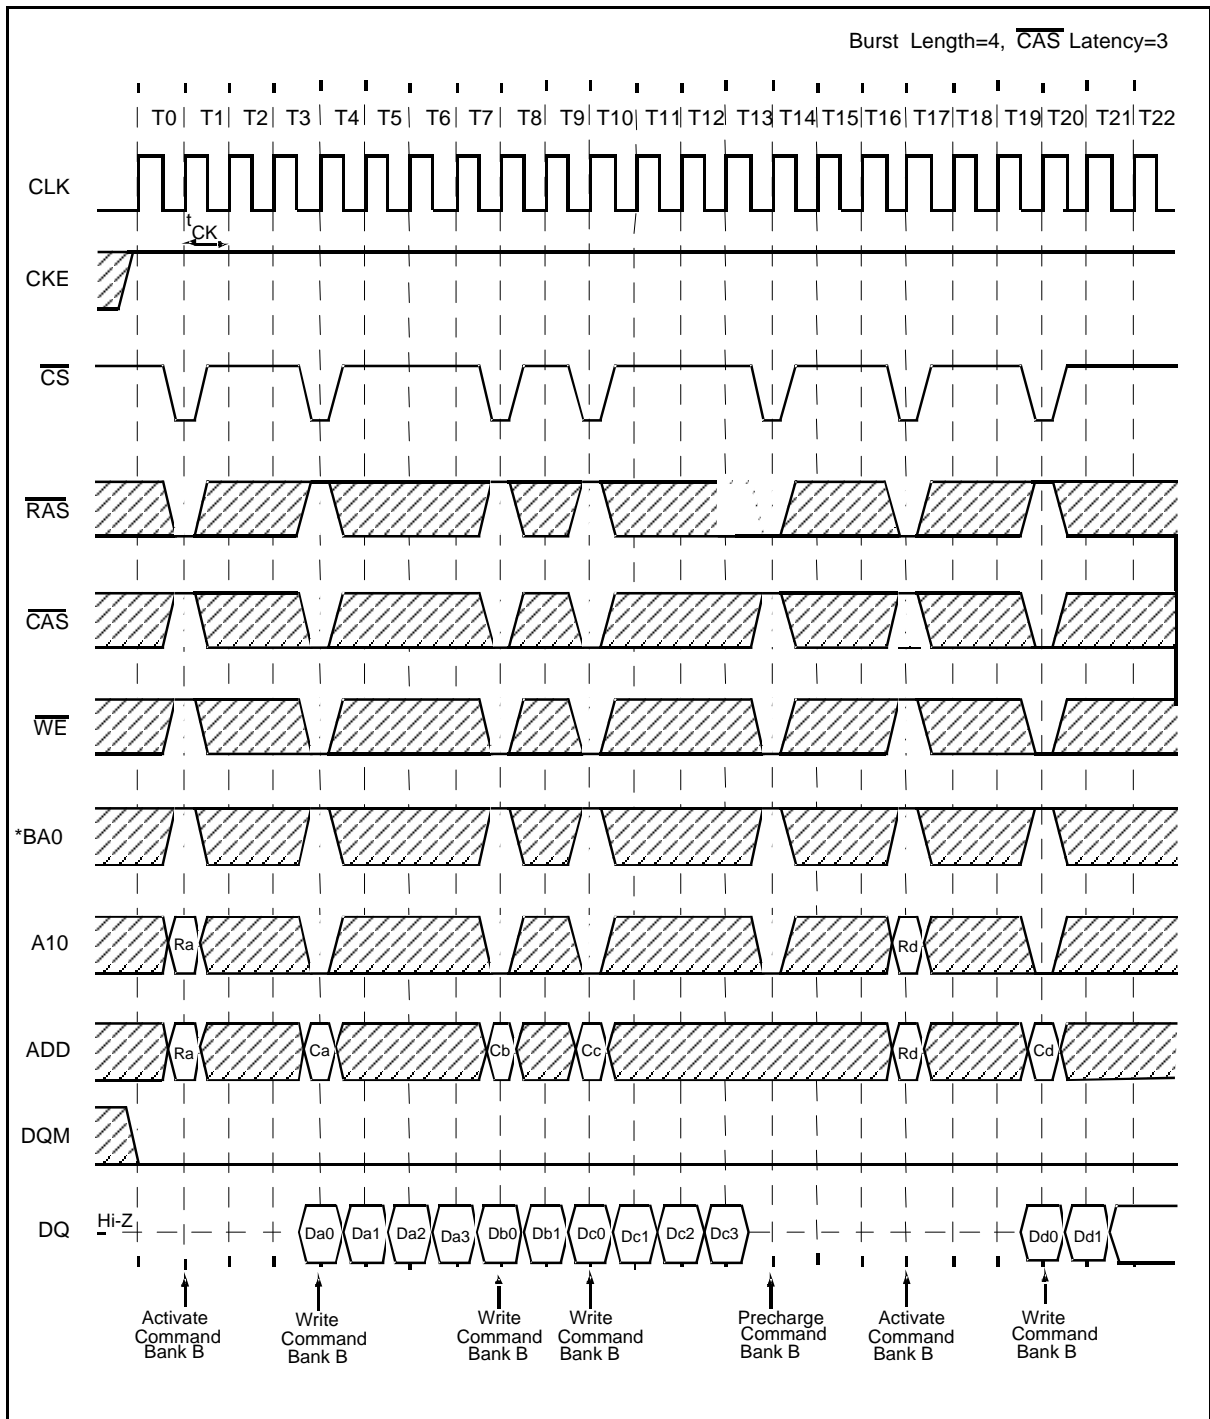 Burst Length=4, CAS Latency=3
T0 T1 T2 T3 T4 T5 T6 T7 T8 T9 T10 T11 T12 T13 T14 T15 T16 T17 T18 T19 T20 T21 T22
CLK
tCK
CKE
CS
RAS
CAS
WE
*BA0
A10 Ra Rd
ADD Ra Ca Cb Cc Rd Cd
DQM
DQ Hi-Z Da0 Da1 Da2 Da3 Db0 Db1 Dc0 Dc1 Dc2 Dc3 Dd0 Dd1
Activate Command Bank B
Write Command Bank B
Write Command Bank B
Write Command Bank B
Precharge Command Bank B
Activate Command Bank B
Write Command Bank B